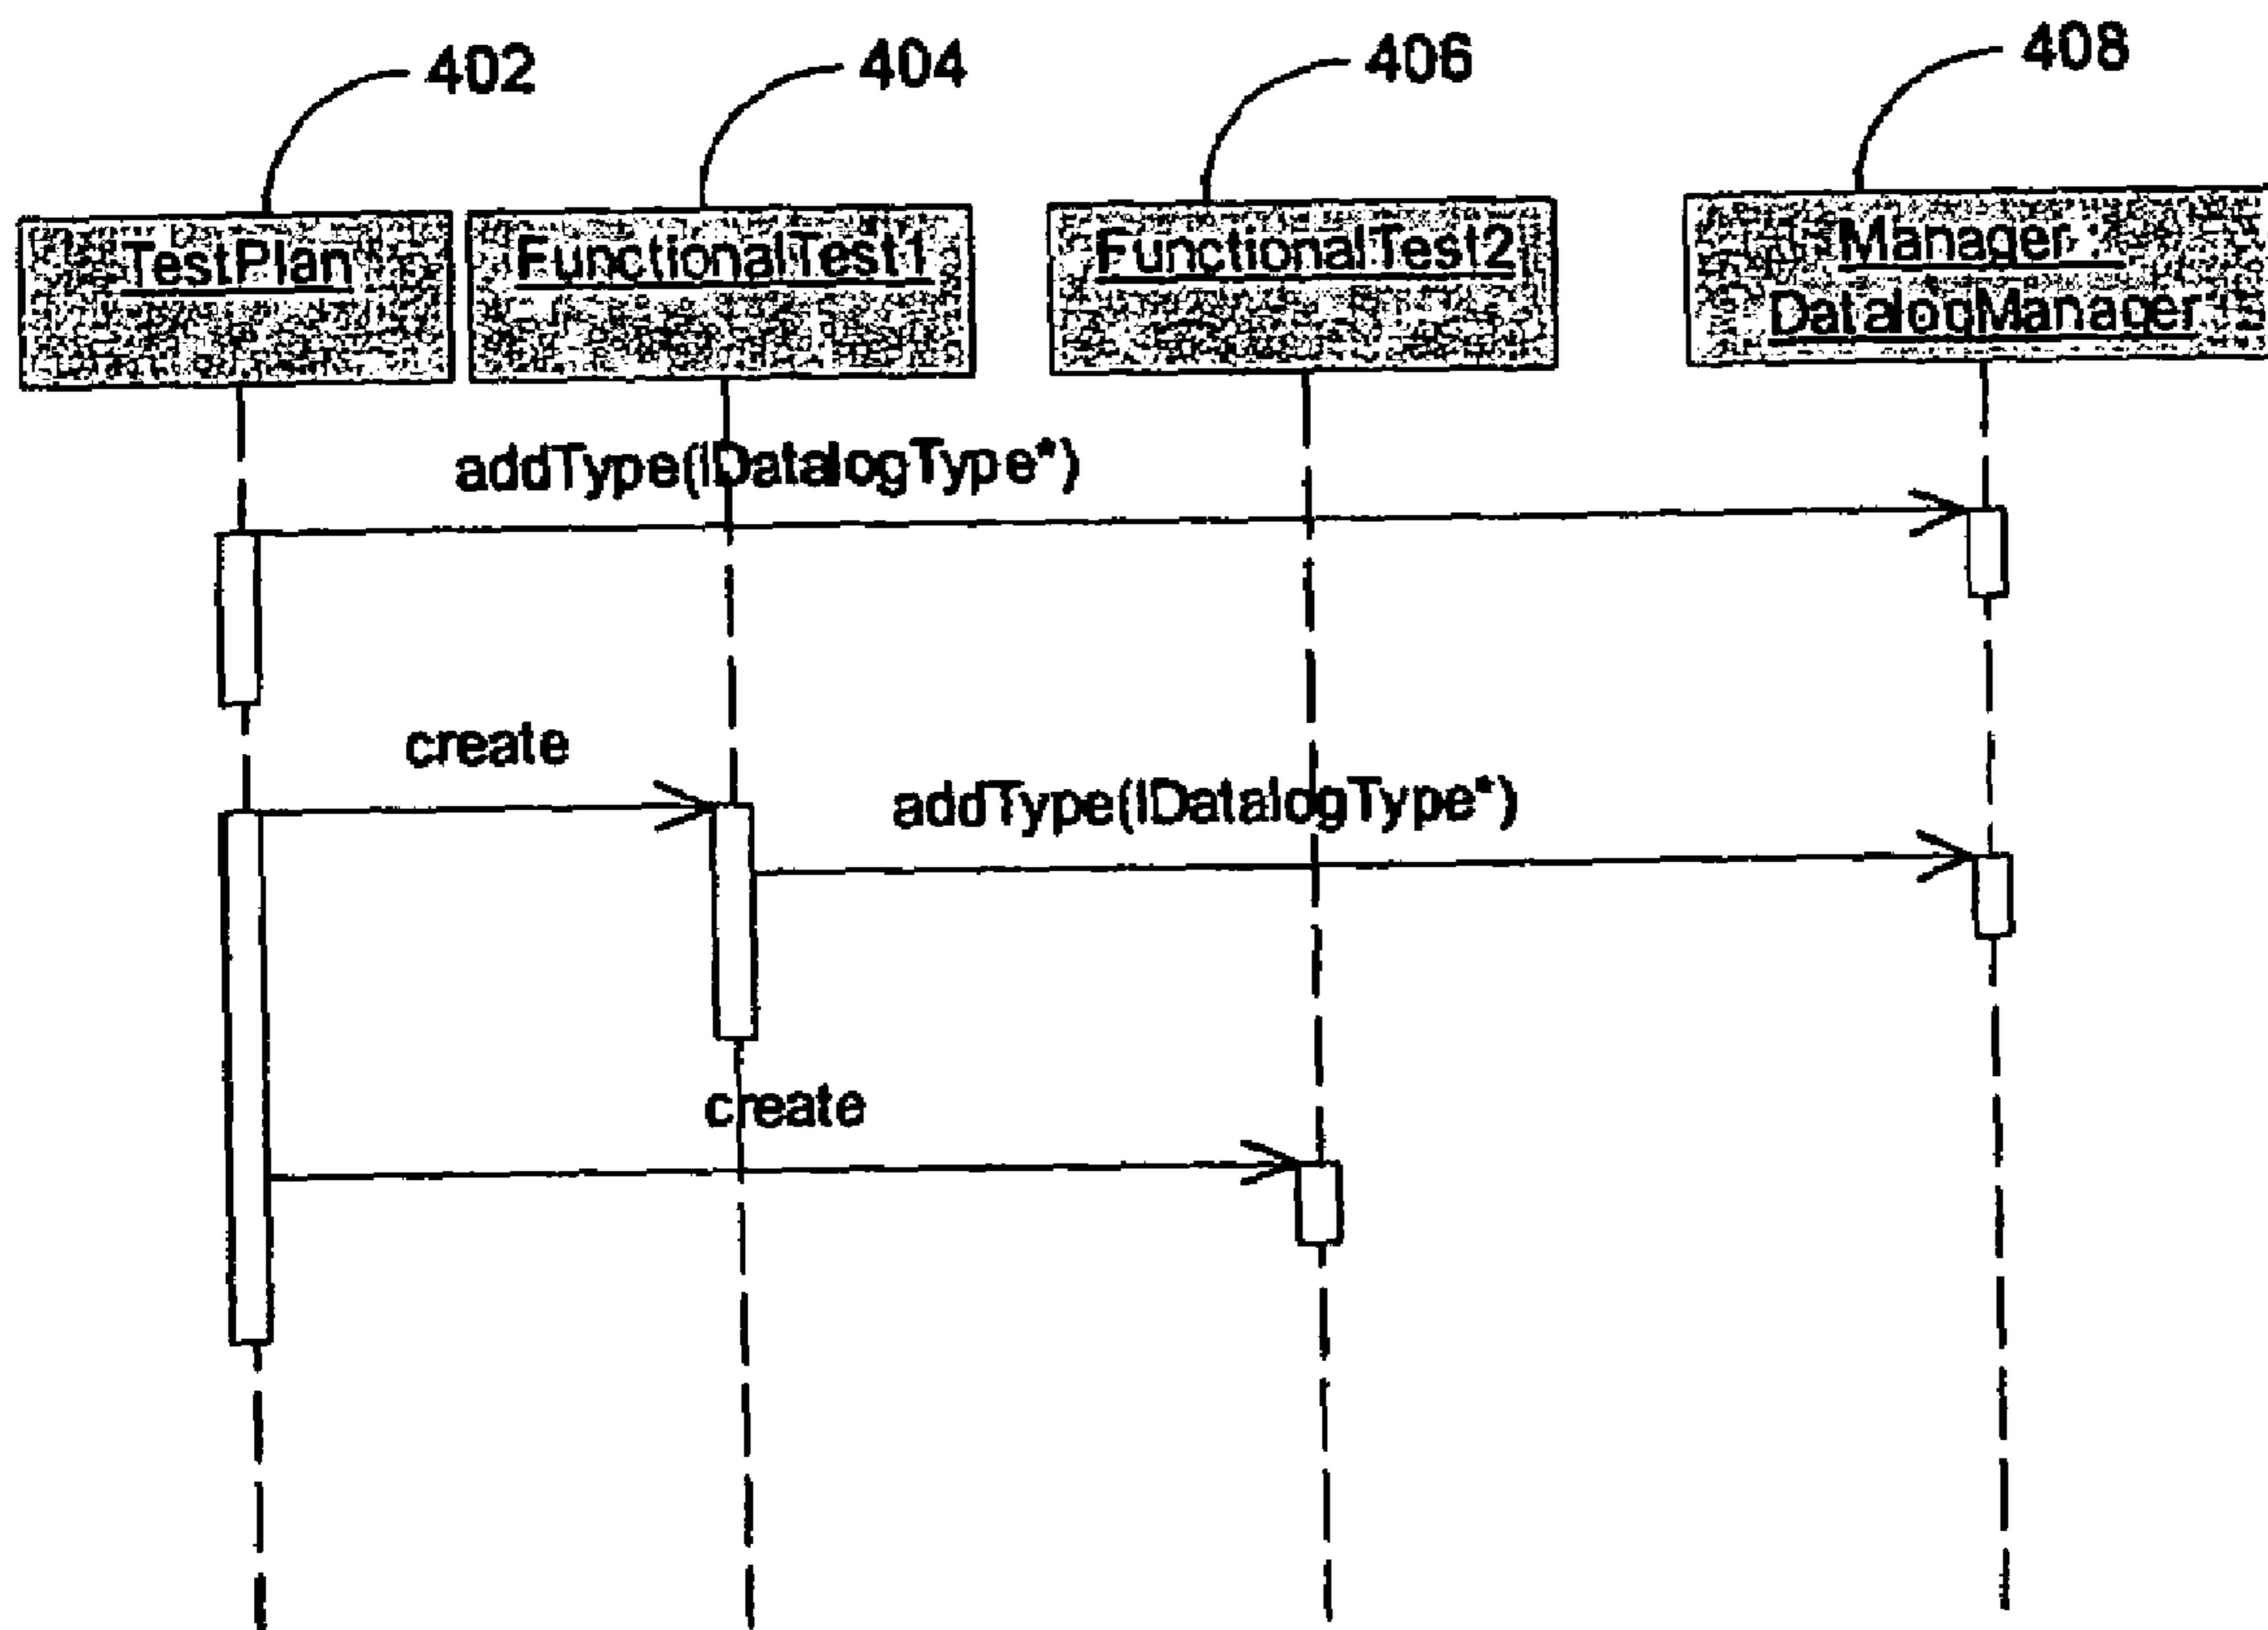 402
404
406
408
TestPlan
FunctionalTest1
FunctionalTest2
Manager :
DatalogManager
addType(IDatalogType*)
create
addType(IDatalogType*)
create